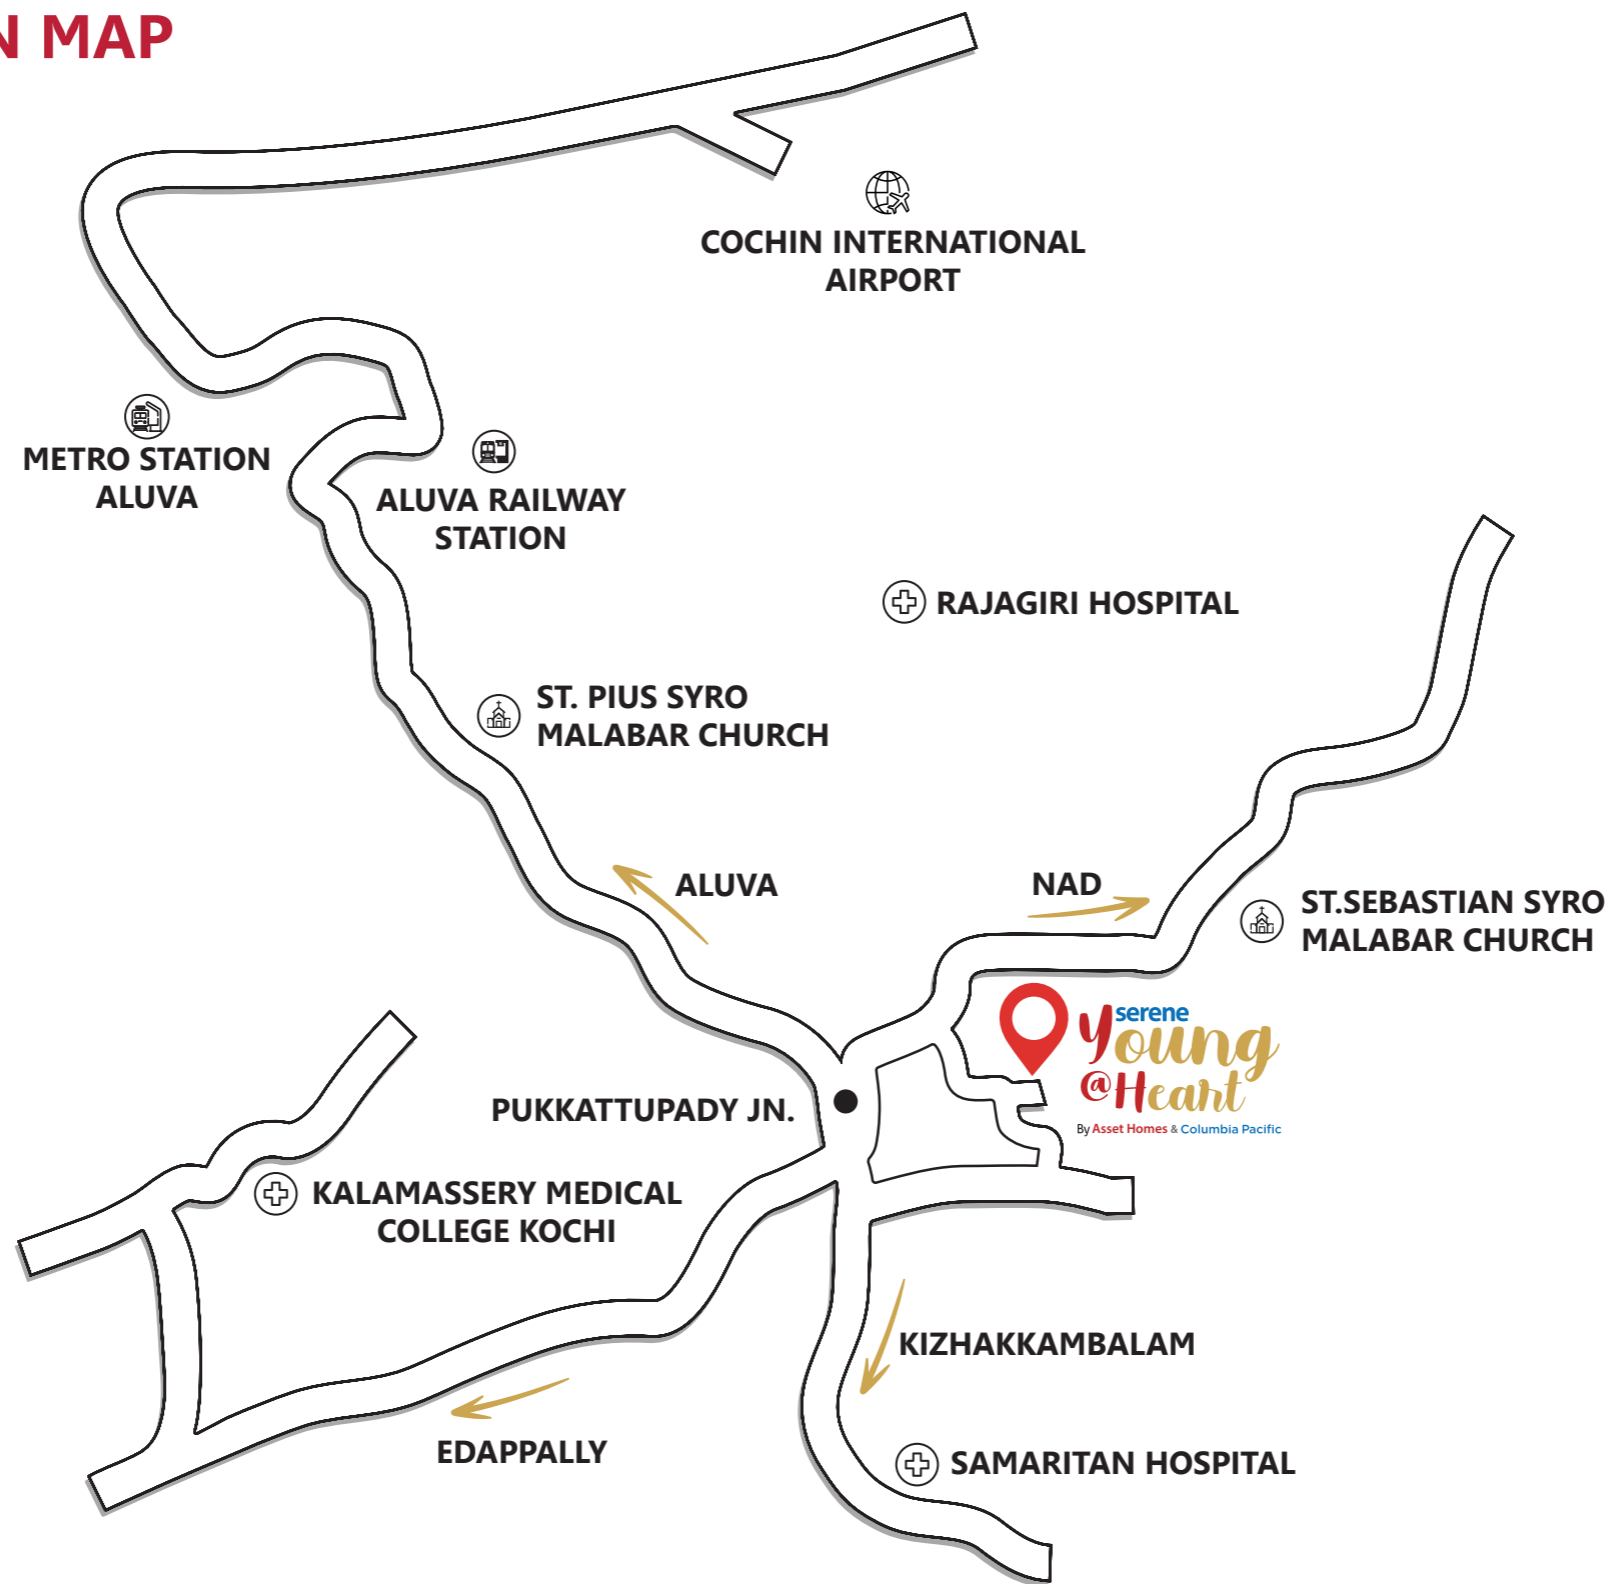 N MAP
COCHIN INTERNATIONAL
AIRPORT
METRO STATION
ALUVA
ALUVA RAILWAY
STATION
RAJAGIRI HOSPITAL
ST. PIUS SYRO
MALABAR CHURCH
ALUVA
NAD
ST.SEBASTIAN SYRO
MALABAR CHURCH
serene
Young
@Heart
By Asset Homes & Columbia Pacific
PUKKATTUPADY JN.
KALAMASSERY MEDICAL
COLLEGE KOCHI
KIZHAKKAMBALAM
EDAPPALLY
SAMARITAN HOSPITAL